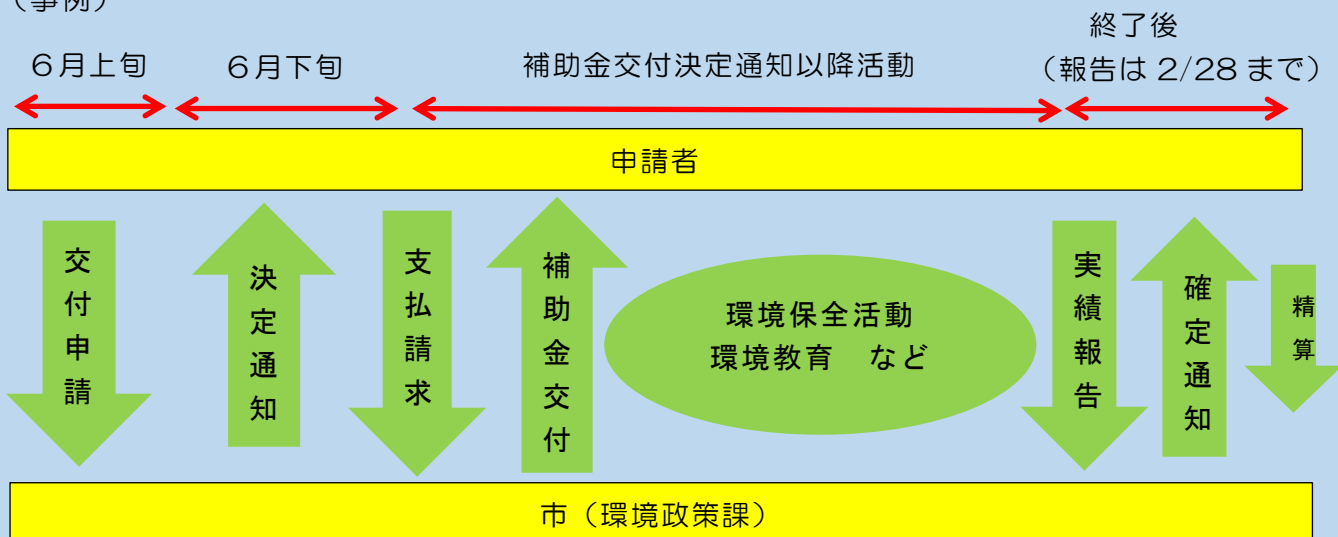 （事例）
終了後
６月上旬
６月下旬
補助金交付決定通知以降活動
（報告は 2/28 まで）
申請者
交付申請
決定通知
支払請求
補助金交付
環境保全活動
環境教育　など
実績報告
確定通知
精算
市（環境政策課）